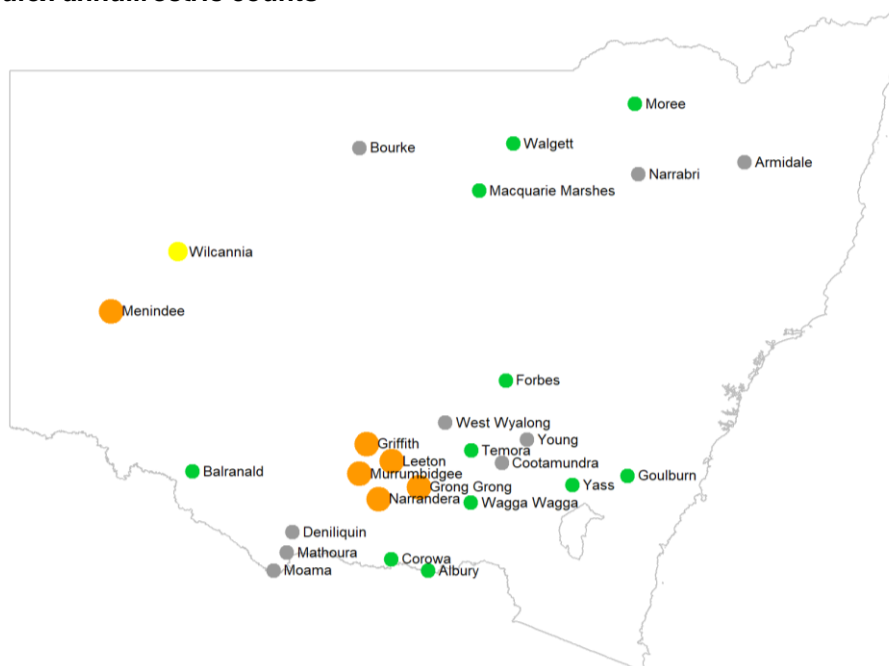 Moree
Walgett
Bourke
Armidale
Narrabri
Macquarie Marshes
Wilcannia
Menindee
Forbes
West Wyalong
Young
Griffith
Temora
Leeton
Cootamundra
Balranald
Murrumbidgee
Goulburn
Grong Grong
Yass
Narrandera
Wagga Wagga
Deniliquin
Mathoura
Corowa
Moama
Albury